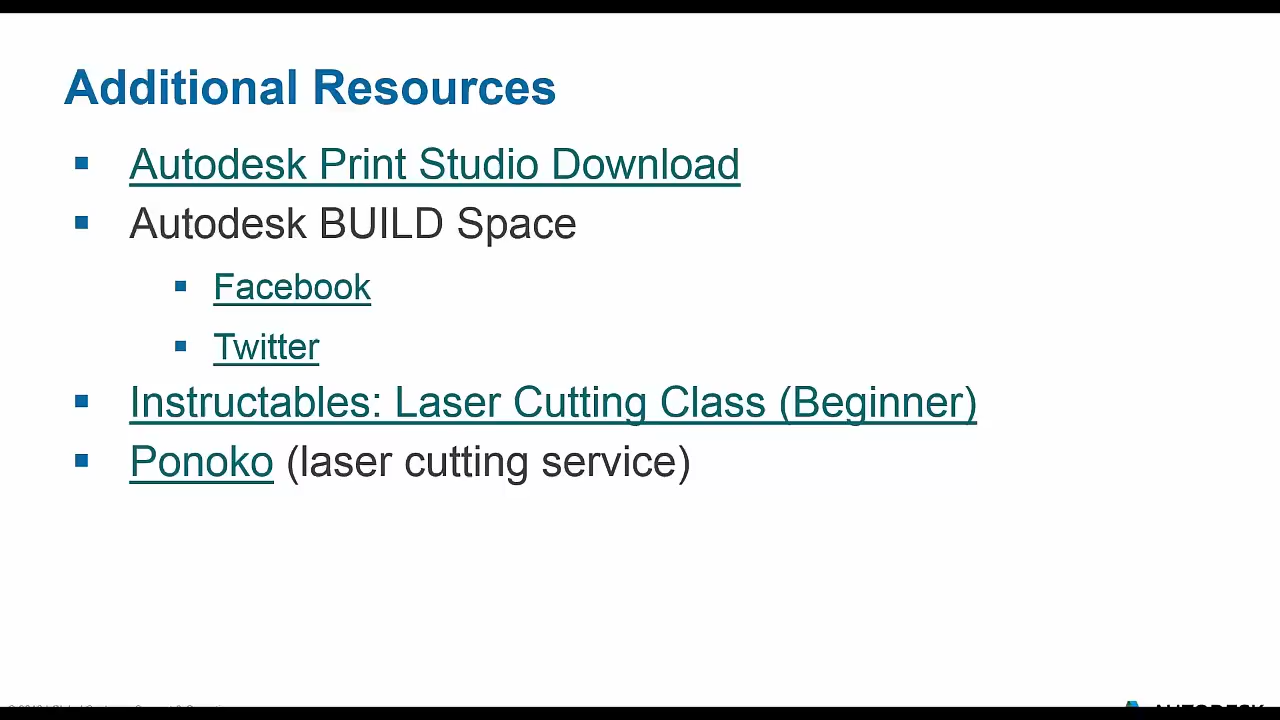 Additional Resources
Autodesk Print Studio Download
Autodesk BUILD Space
Facebook
Twitter
Instructables: Laser Cutting Class (Beginner)
Ponoko (laser cutting service)
AUTODESK